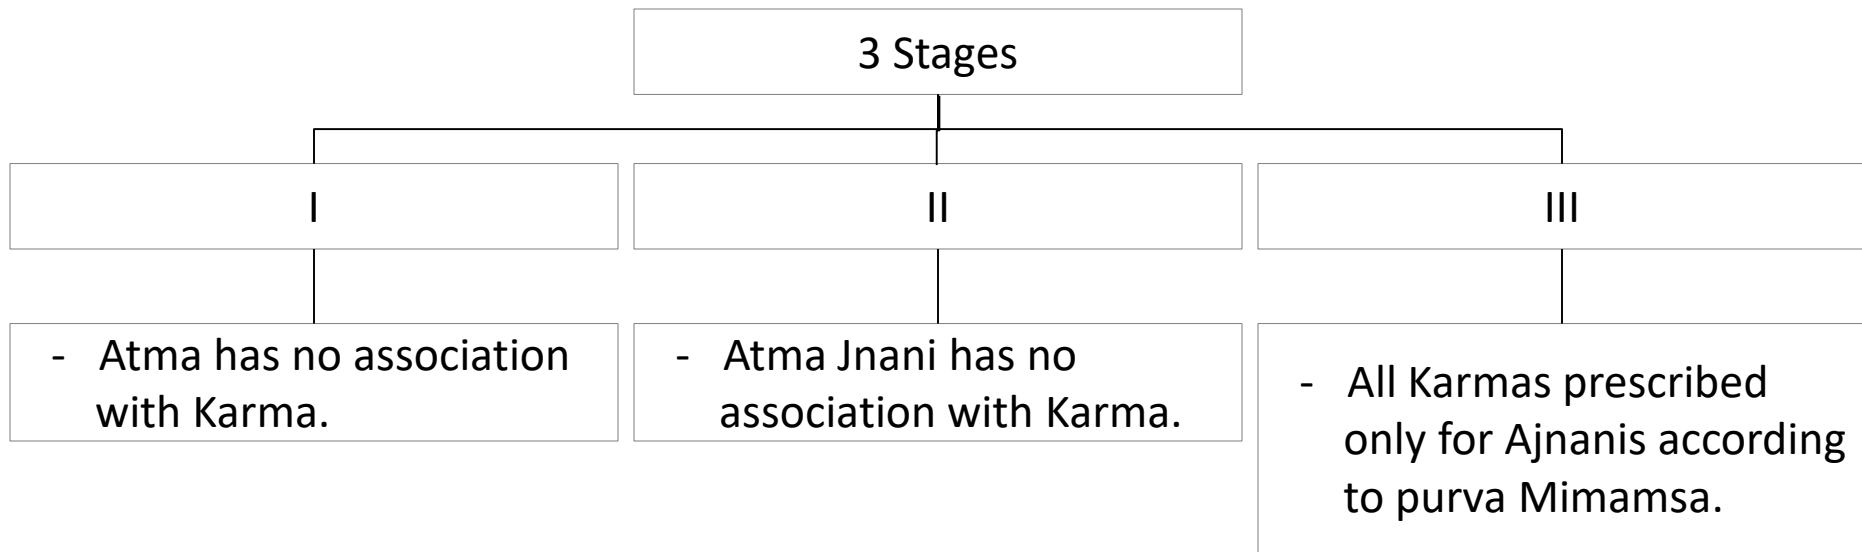 3 Stages
I
II
III
- Atma has no association
with Karma.
- Atma Jnani has no
association with Karma.
- All Karmas prescribed
only for Ajnanis according
to purva Mimamsa.